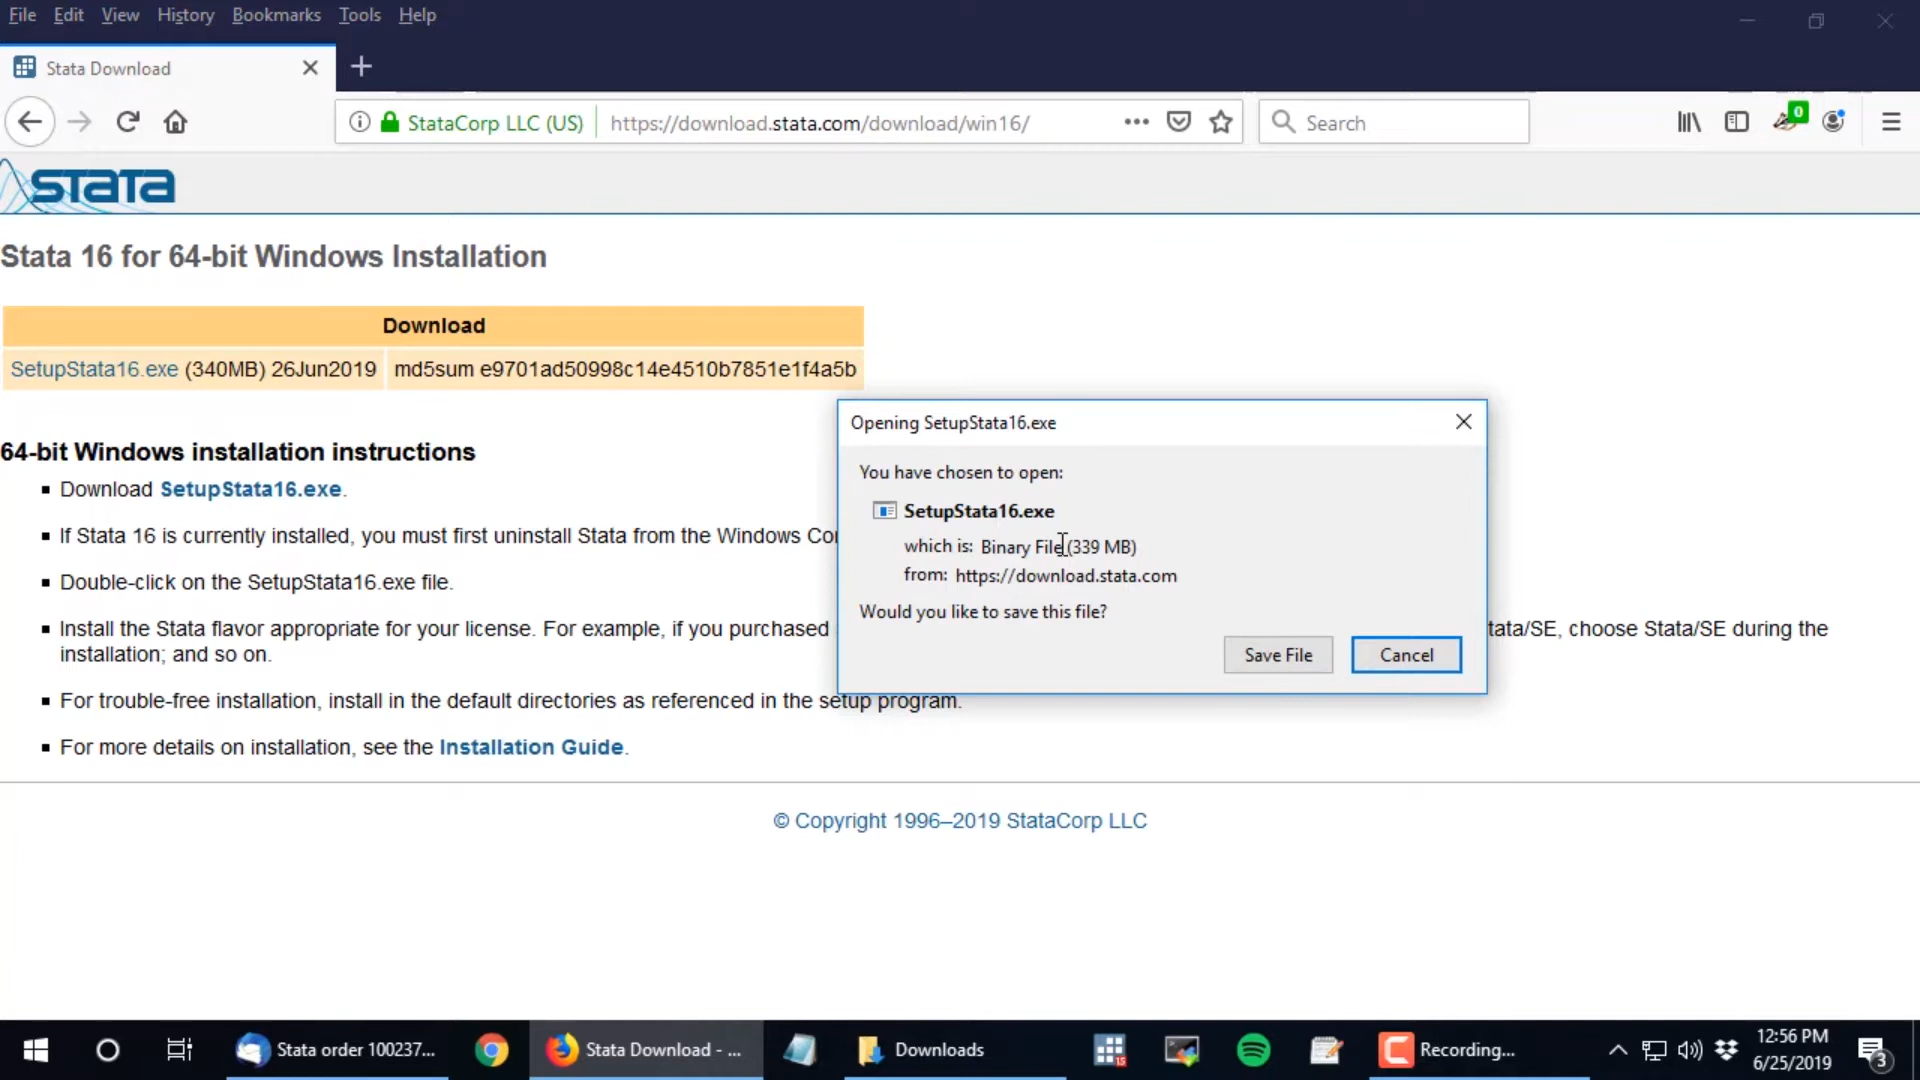 File Edit View History Bookmarks Tools Help
Stata Download
StataCorp LLC (US) https://download.stata.com/download/win16/ Search 0
STATA
Stata 16 for 64-bit Windows Installation
Download
SetupStata16.exe (340MB) 26Jun2019 md5sum e9701ad50998c14e4510b7851e1f4a5b
64-bit Windows installation instructions
Download SetupStata16.exe.
If Stata 16 is currently installed, you must first uninstall Stata from the Windows Co
Double-click on the SetupStata16.exe file.
Install the Stata flavor appropriate for your license. For example, if you purchased tata/SE, choose Stata/SE during the
installation; and so on.
For trouble-free installation, install in the default directories as referenced in the setup program.
For more details on installation, see the Installation Guide.
© Copyright 1996–2019 StataCorp LLC
Opening SetupStata16.exe
You have chosen to open:
SetupStata16.exe
which is: Binary File (339 MB)
from: https://download.stata.com
Would you like to save this file?
Save File Cancel
Stata order 100237... Stata Download - ... Downloads 15 Recording... 12:56 PM
6/25/2019 3